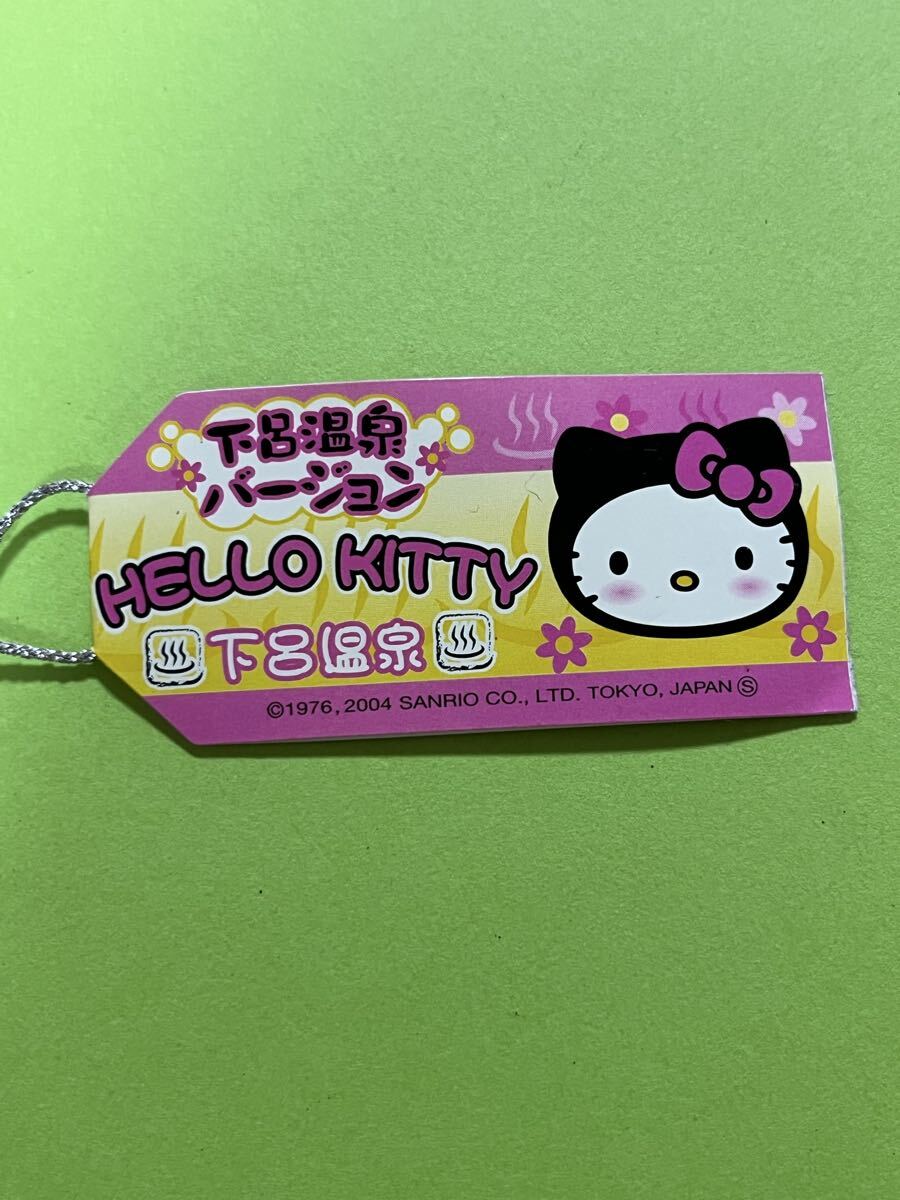 下呂温泉
バージョン
HELLO KITTY
下呂温泉
©1976, 2004 SANRIO CO., LTD. TOKYO, JAPAN Ⓢ